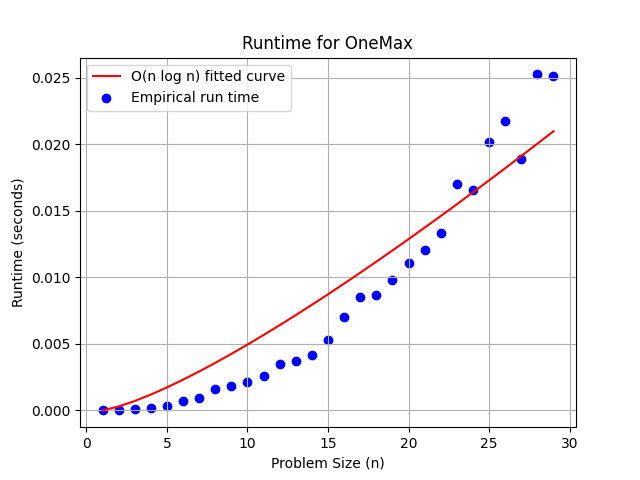 Runtime for OneMax
O(n log n) fitted curve
Empirical run time
Runtime (seconds)
0.025
0.020
0.015
0.010
0.005
0.000
0 5 10 15 20 25 30
Problem Size (n)